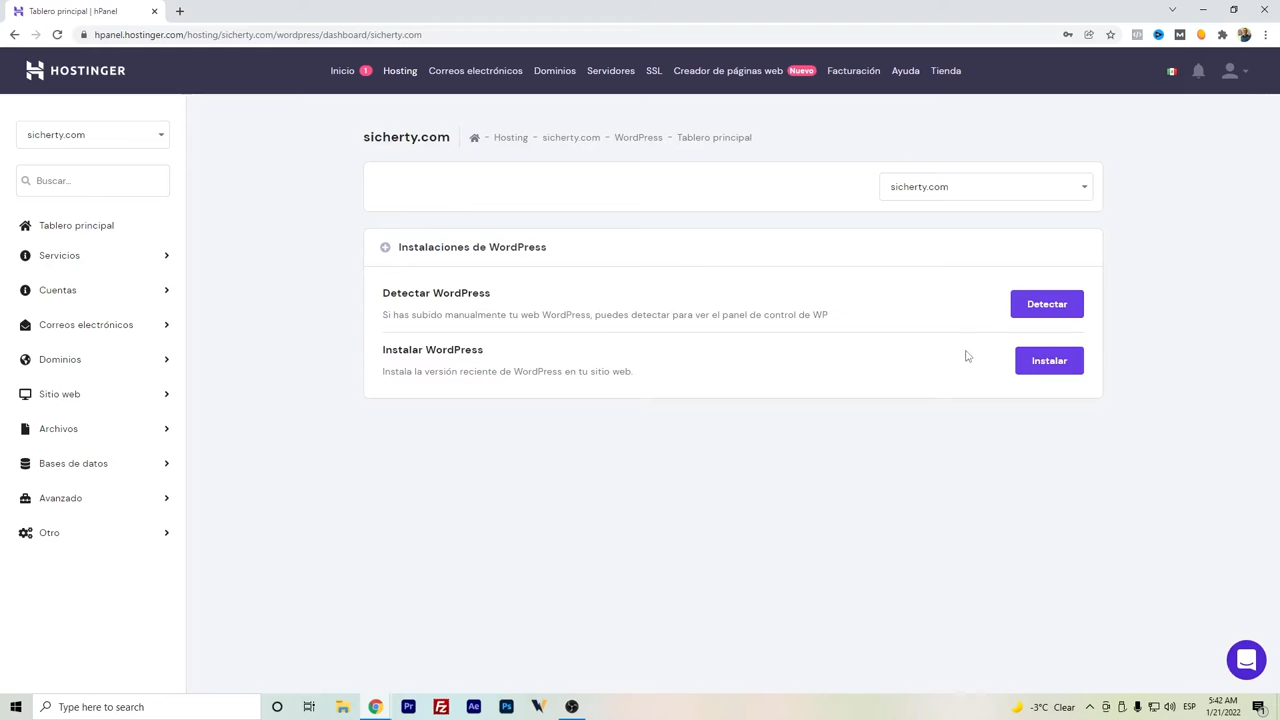 Tablero principal | hPanel
hpanel.hostinger.com/hosting/sicherty.com/wordpress/dashboard/sicherty.com
HOSTINGER
Inicio 1 Hosting Correos electrónicos Dominios Servidores SSL Creador de páginas web Nuevo Facturación Ayuda Tienda
sicherty.com
Buscar...
Tablero principal
Servicios
Cuentas
Correos electrónicos
Dominios
Sitio web
Archivos
Bases de datos
Avanzado
Otro
sicherty.com - Hosting - sicherty.com - WordPress - Tablero principal
sicherty.com
Instalaciones de WordPress
Detectar WordPress
Si has subido manualmente tu web WordPress, puedes detectar para ver el panel de control de WP
Detectar
Instalar WordPress
Instala la versión reciente de WordPress en tu sitio web.
Instalar
Type here to search
Pr
Fz
Ae
Ps
-3°C Clear
ESP
5:42 AM
1/21/2022
1